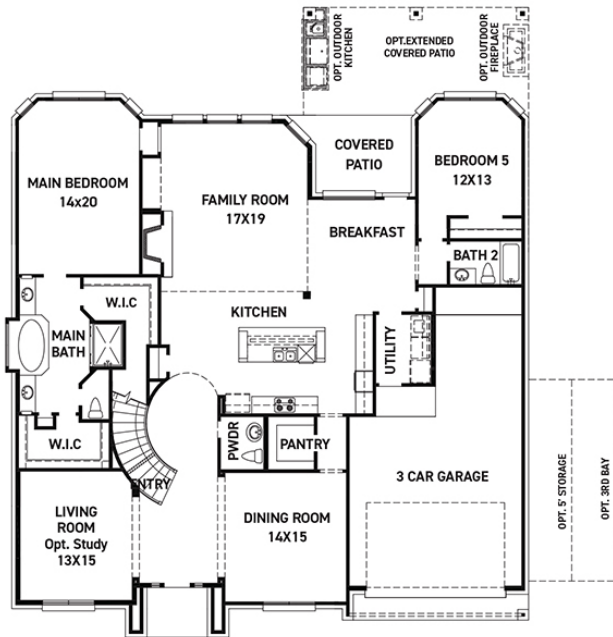 OPT. OUTDOOR
KITCHEN
OPT.EXTENDED
COVERED PATIO
OPT. OUTDOOR
FIREPLACE
COVERED
PATIO
MAIN BEDROOM
14x20
FAMILY ROOM
17X19
BEDROOM 5
12X13
BREAKFAST
BATH 2
W.I.C
KITCHEN
MAIN
BATH
UTILITY
W.I.C
PWDR
PANTRY
ENTRY
3 CAR GARAGE
LIVING
ROOM
Opt. Study
13X15
DINING ROOM
14X15
OPT. 5' STORAGE
OPT. 3RD BAY